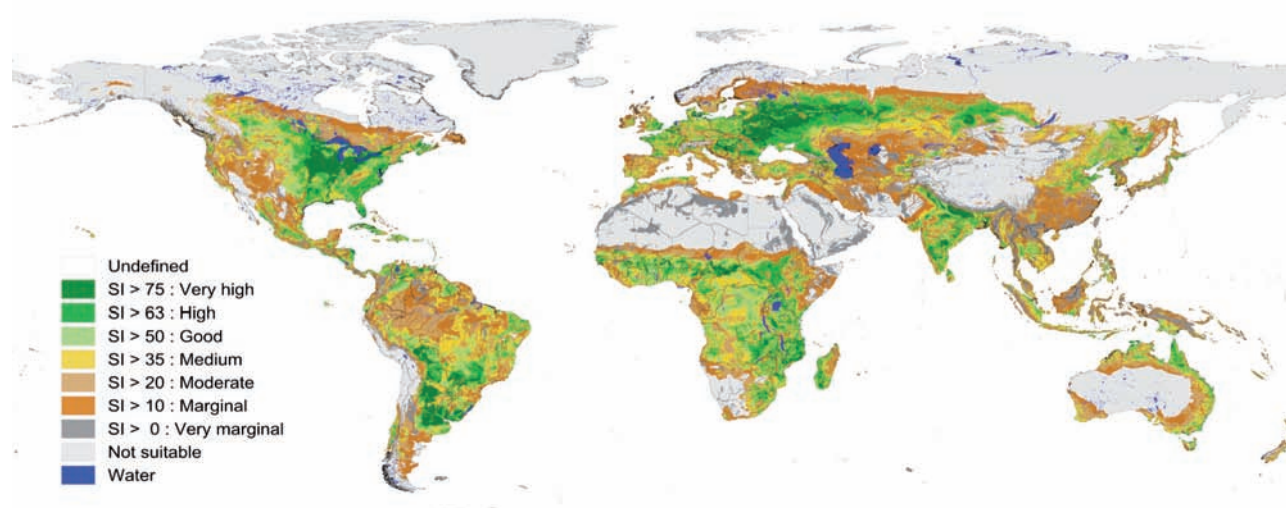 Undefined
SI > 75 : Very high
SI > 63 : High
SI > 50 : Good
SI > 35 : Medium
SI > 20 : Moderate
SI > 10 : Marginal
SI > 0 : Very marginal
Not suitable
Water